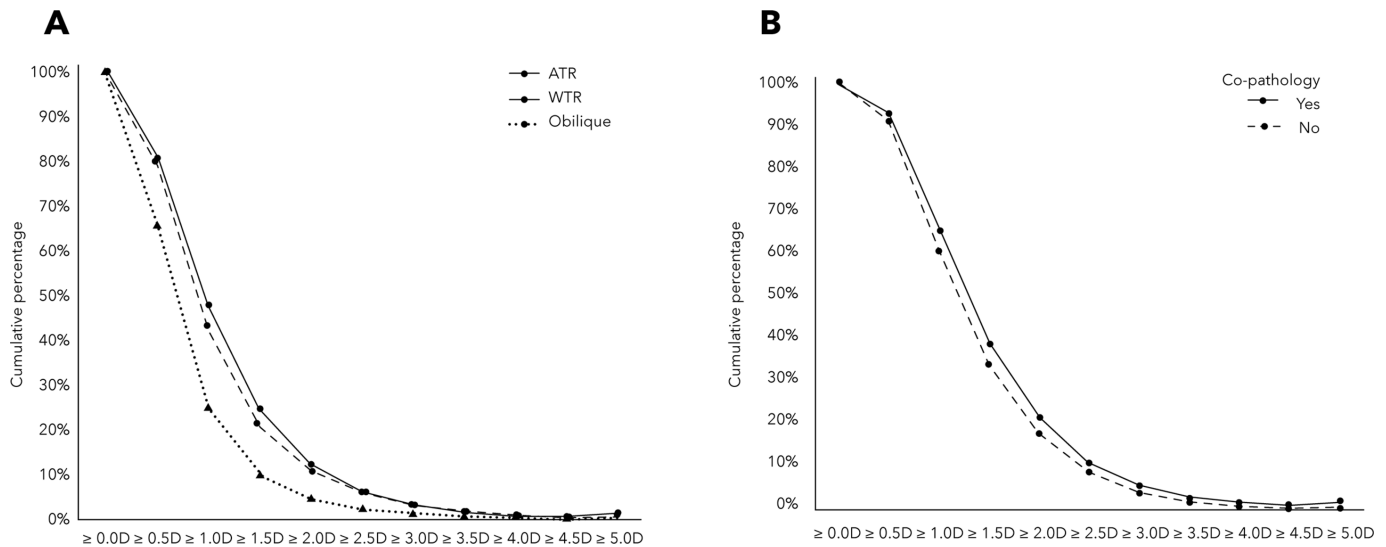 A
100%
90%
80%
70%
60%
50%
40%
30%
20%
10%
0%
Cumulative percentage
ATR
WTR
Obilique
≥ 0.0D ≥ 0.5D ≥ 1.0D ≥ 1.5D ≥ 2.0D ≥ 2.5D ≥ 3.0D ≥ 3.5D ≥ 4.0D ≥ 4.5D ≥ 5.0D
B
100%
90%
80%
70%
60%
50%
40%
30%
20%
10%
0%
Cumulative percentage
Co-pathology
Yes
No
≥ 0.0D ≥ 0.5D ≥ 1.0D ≥ 1.5D ≥ 2.0D ≥ 2.5D ≥ 3.0D ≥ 3.5D ≥ 4.0D ≥ 4.5D ≥ 5.0D